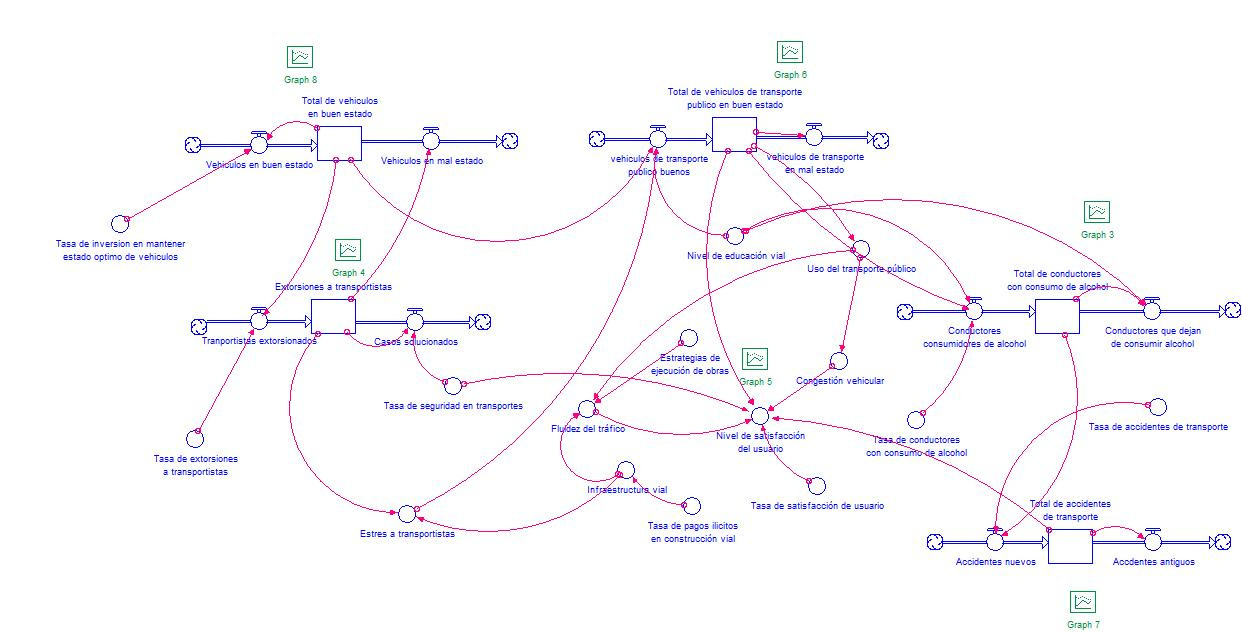 Graph 8
Graph 6
Total de vehiculos
en buen estado
Total de vehiculos de transporte
publico en buen estado
Vehiculos en buen estado
Vehiculos en mal estado
vehiculos de transporte
publico buenos
vehiculos de transporte
en mal estado
Graph 3
Tasa de inversion en mantener
estado optimo de vehiculos
Nivel de educación vial
Uso del transporte público
Graph 4
Extorsiones a transportistas
Total de conductores
con consumo de alcohol
Tranportistas extorsionados
Casos solucionados
Conductores
consumidores de alcohol
Conductores que dejan
de consumir alcohol
Estrategias de
ejecución de obras
Graph 5
Congestión vehicular
Tasa de seguridad en transportes
Fluidez del tráfico
Nivel de satisfacción
del usuario
Tasa de conductores
con consumo de alcohol
Tasa de accidentes de transporte
Tasa de extorsiones
a transportistas
Infraestructura vial
Tasa de satisfacción de usuario
Total de accidentes
de transporte
Estres a transportistas
Tasa de pagos ilicitos
en construcción vial
Accidentes nuevos
Accdentes antiguos
Graph 7